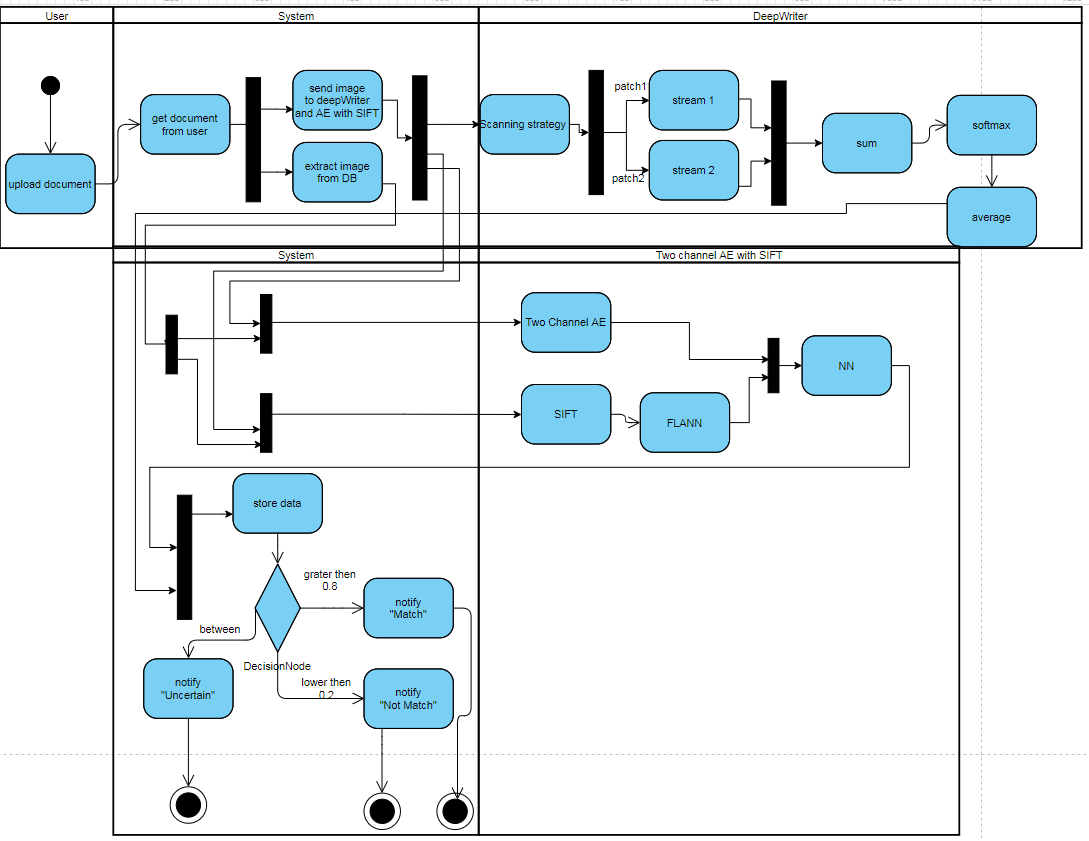 User
System
DeepWriter
upload document
get document
from user
send image
to deepWriter
and AE with SIFT
extract image
from DB
Scanning strategy
patch1
patch2
stream 1
stream 2
sum
softmax
average
System
Two channel AE with SIFT
Two Channel AE
NN
SIFT
FLANN
store data
grater then
0.8
notify
"Match"
between
DecisionNode
lower then
0.2
notify
"Uncertain"
notify
"Not Match"